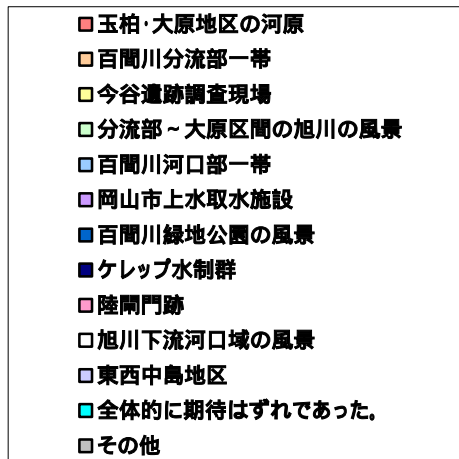 玉柏・大原地区の河原
百間川分流部一帯
今谷遺跡調査現場
分流部~大原区間の旭川の風景
百間川河口部一帯
岡山市上水取水施設
百間川緑地公園の風景
ケレップ水制群
陸閘門跡
旭川下流河口域の風景
東西中島地区
全体的に期待はずれであった。
その他